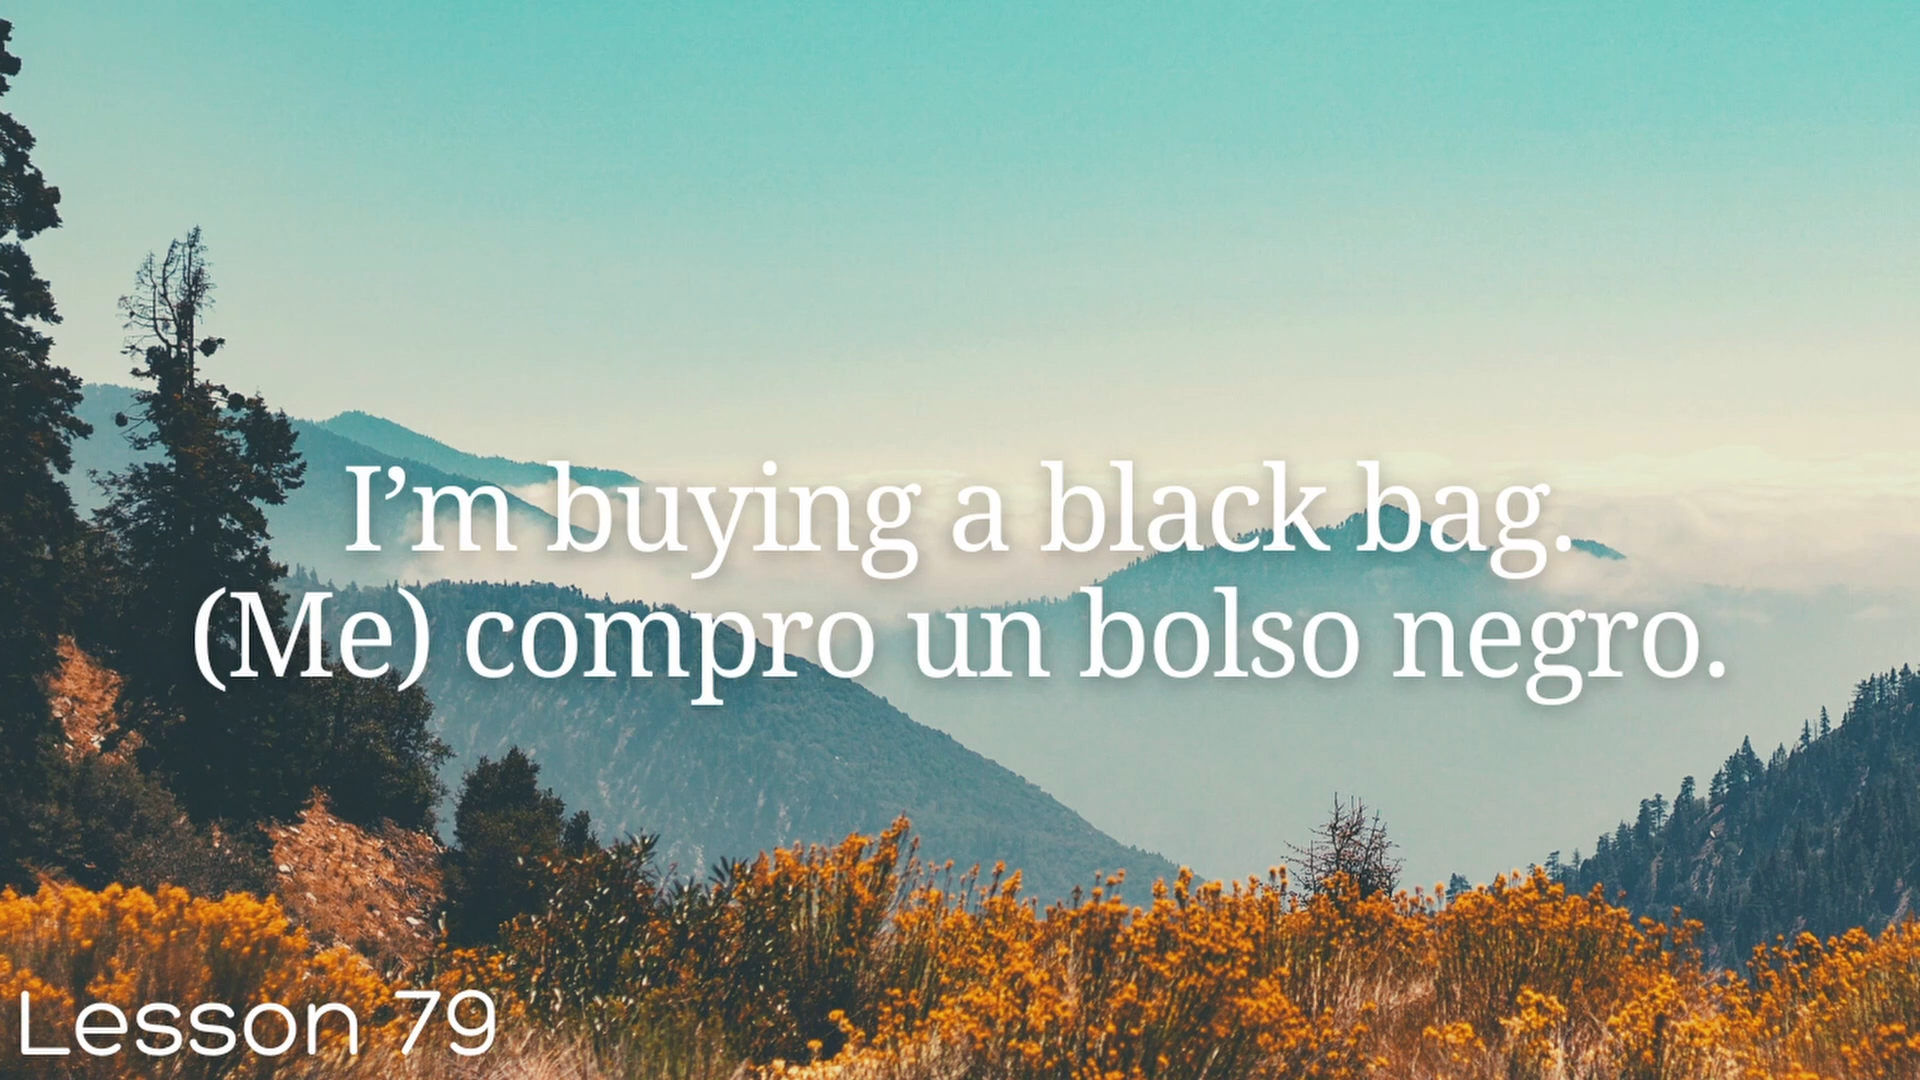 I’m buying a black bag.
(Me) compro un bolso negro.
Lesson 79